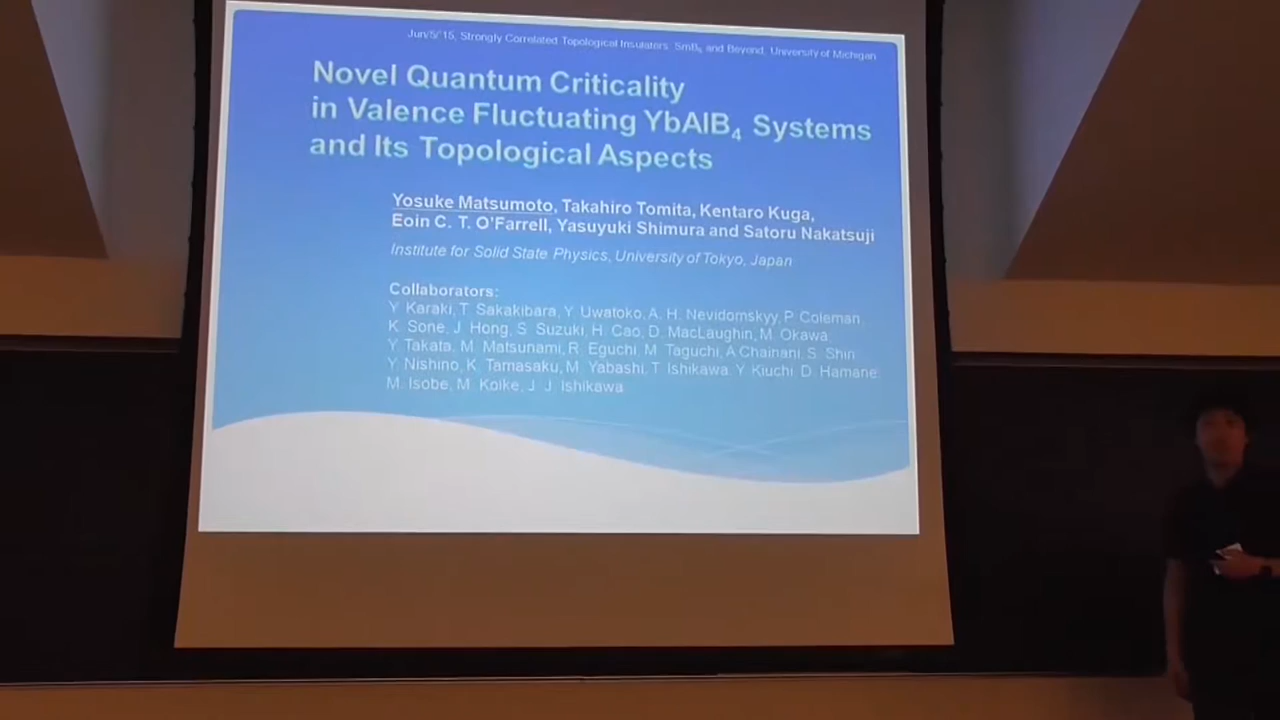 Jun/5/'15, Strongly Correlated Topological Insulators: SmB₆ and Beyond, University of Michigan
Novel Quantum Criticality
in Valence Fluctuating YbAlB₄ Systems
and Its Topological Aspects
Yosuke Matsumoto, Takahiro Tomita, Kentaro Kuga,
Eoin C. T. O'Farrell, Yasuyuki Shimura and Satoru Nakatsuji
Institute for Solid State Physics, University of Tokyo, Japan
Collaborators:
Y. Karaki, T. Sakakibara, Y. Uwatoko, A. H. Nevidomskyy, P. Coleman,
K. Sone, J. Hong, S. Suzuki, H. Cao, D. MacLaughin, M. Okawa,
Y. Takata, M. Matsunami, R. Eguchi, M. Taguchi, A Chainani, S. Shin,
Y. Nishino, K. Tamasaku, M. Yabashi, T. Ishikawa, Y. Kiuchi, D. Hamane,
M. Isobe, M. Koike, J. J. Ishikawa